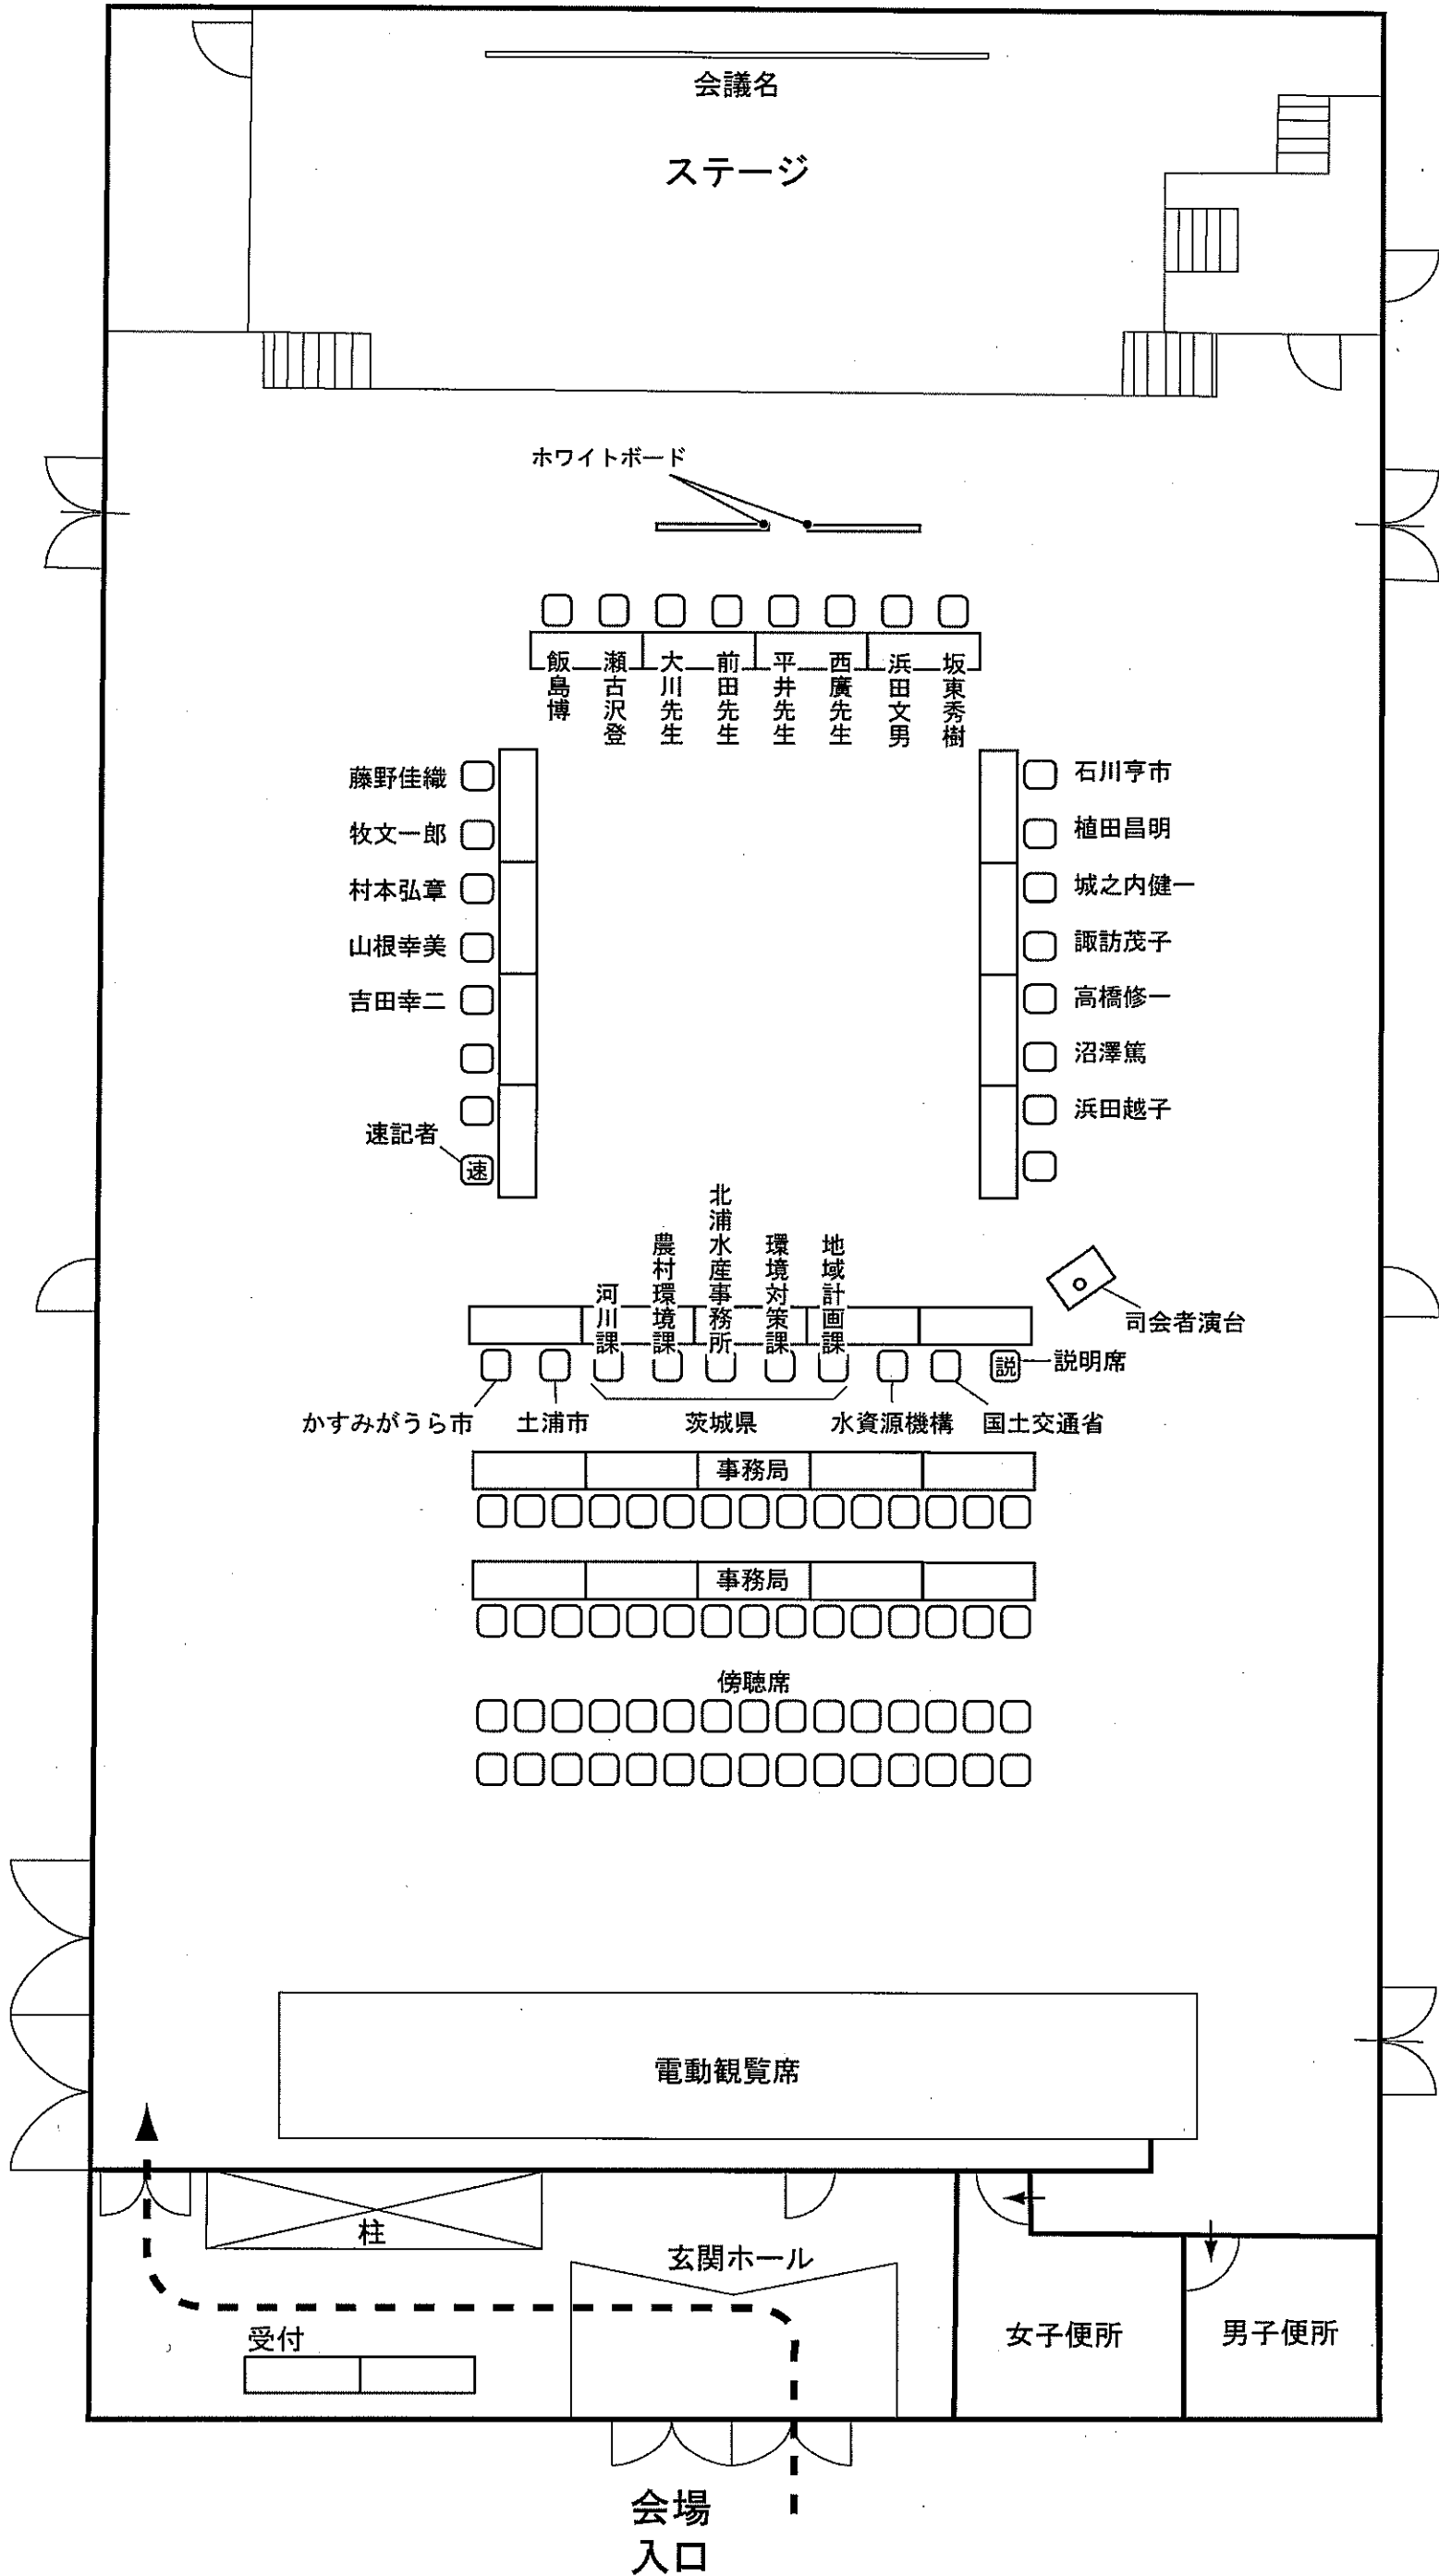 会議名
ステージ
ホワイトボード
飯島博
瀬古沢登
大川先生
前田先生
平井先生
西廣先生
浜田文男
坂東秀樹
藤野佳織
牧文一郎
村本弘章
山根幸美
吉田幸二
速記者
速
石川亨市
植田昌明
城之内健一
諏訪茂子
高橋修一
沼澤篤
浜田越子
河川課
農村環境課
北浦水産事務所
環境対策課
地域計画課
司会者演台
説
説明席
かすみがうら市
土浦市
茨城県
水資源機構
国土交通省
事務局
事務局
傍聴席
電動観覧席
柱
玄関ホール
受付
女子便所
男子便所
会場
入口